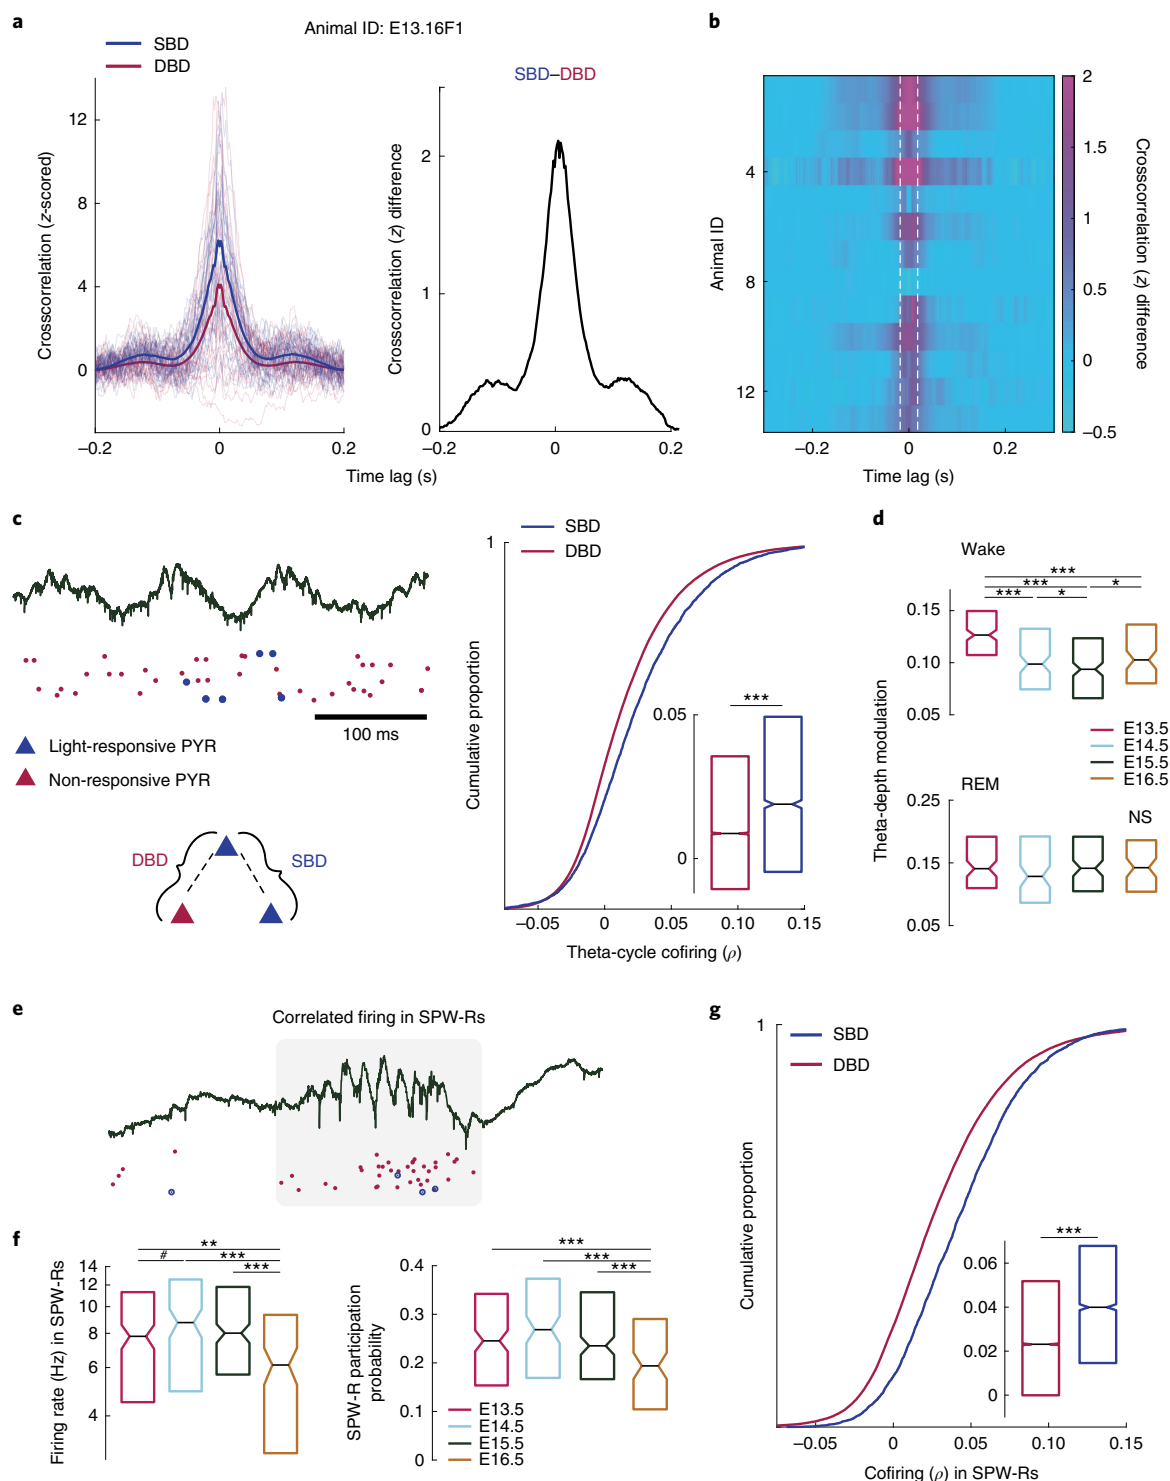 a
Animal ID: E13.16F1
SBD
DBD
Crosscorrelation (z-scored)
12
8
4
0
−0.2
0
0.2
SBD–DBD
Crosscorrelation (z) difference
2
1
0
−0.2
0
0.2
Time lag (s)
b
Animal ID
4
8
12
−0.2
0
0.2
Time lag (s)
2
1.5
1
0.5
0
−0.5
Crosscorrelation (z) difference
c
100 ms
Light-responsive PYR
Non-responsive PYR
DBD
SBD
SBD
DBD
Cumulative proportion
1
−0.05
0
0.05
0.10
0.15
Theta-cycle cofiring (ρ)
***
0.05
0
d
Wake
***
*** *
*** *
0.15
0.10
0.05
Theta-depth modulation
E13.5
E14.5
E15.5
E16.5
REM
NS
0.25
0.15
0.05
e
Correlated firing in SPW-Rs
f
**
# ***
***
Firing rate (Hz) in SPW-Rs
14
12
10
8
6
4
***
***
***
SPW-R participation
probability
0.4
0.3
0.2
0.1
0
E13.5
E14.5
E15.5
E16.5
g
SBD
DBD
Cumulative proportion
1
−0.05
0
0.05
0.10
0.15
Cofiring (ρ) in SPW-Rs
***
0.06
0.04
0.02
0